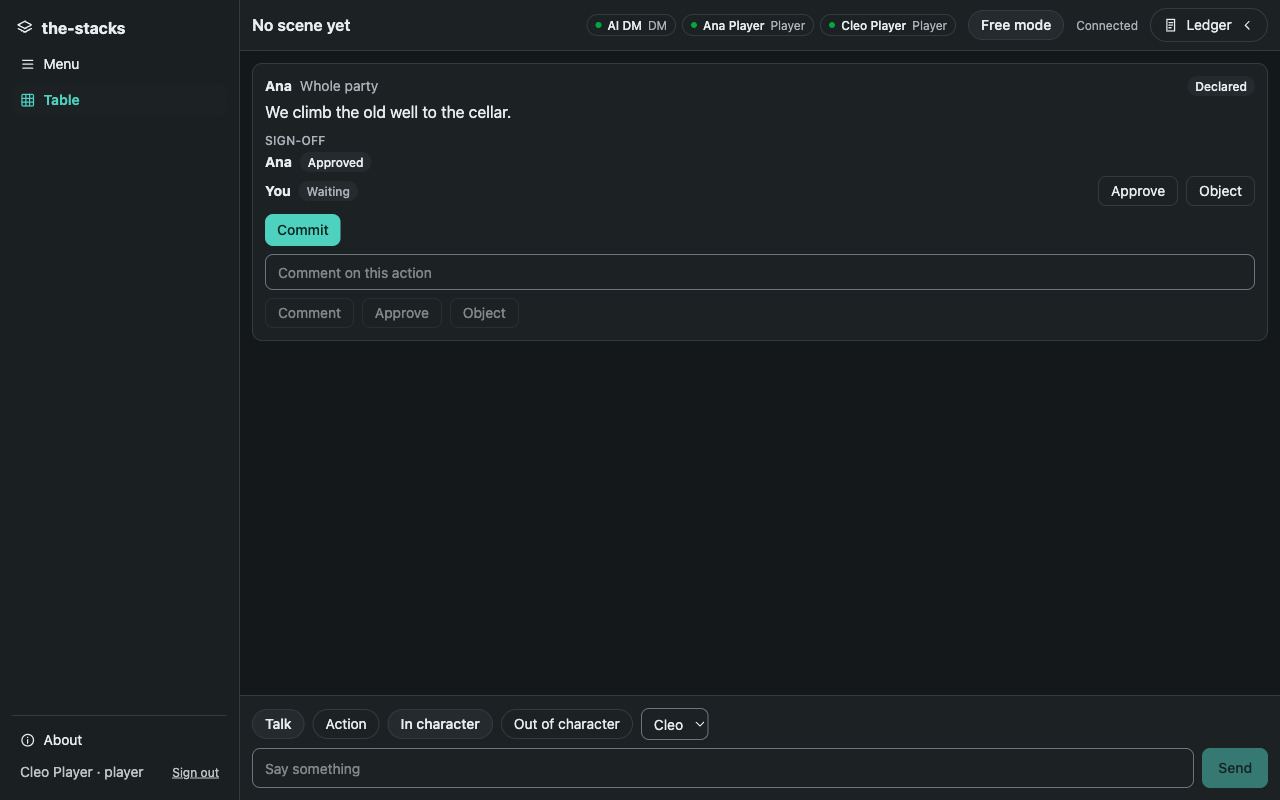 the-stacks
Menu
Table
No scene yet
AI DM DM
Ana Player Player
Cleo Player Player
Free mode
Connected
Ledger
Ana Whole party
Declared
We climb the old well to the cellar.
SIGN-OFF
Ana Approved
You Waiting
Approve Object
Commit
Comment on this action
Comment Approve Object
Talk Action In character Out of character Cleo
Say something
Send
About
Cleo Player · player Sign out